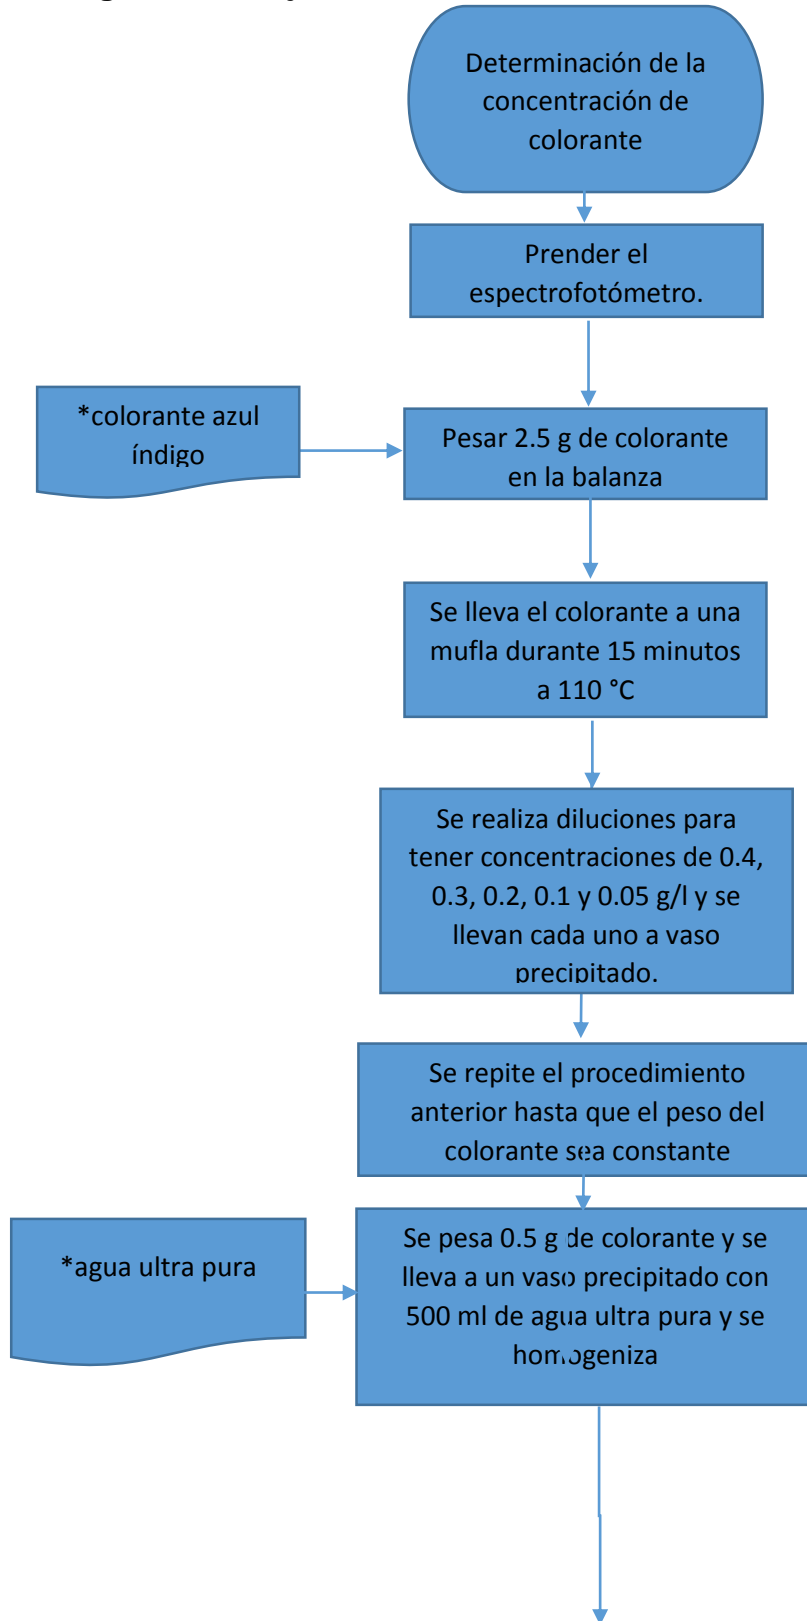 Determinación de la
concentración de
colorante
Prender el
espectrofotómetro.
*colorante azul
índigo
Pesar 2.5 g de colorante
en la balanza
Se lleva el colorante a una
mufla durante 15 minutos
a 110 °C
Se realiza diluciones para
tener concentraciones de 0.4,
0.3, 0.2, 0.1 y 0.05 g/l y se
llevan cada uno a vaso
precipitado.
Se repite el procedimiento
anterior hasta que el peso del
colorante sea constante
*agua ultra pura
Se pesa 0.5 g de colorante y se
lleva a un vaso precipitado con
500 ml de agua ultra pura y se
homogeniza